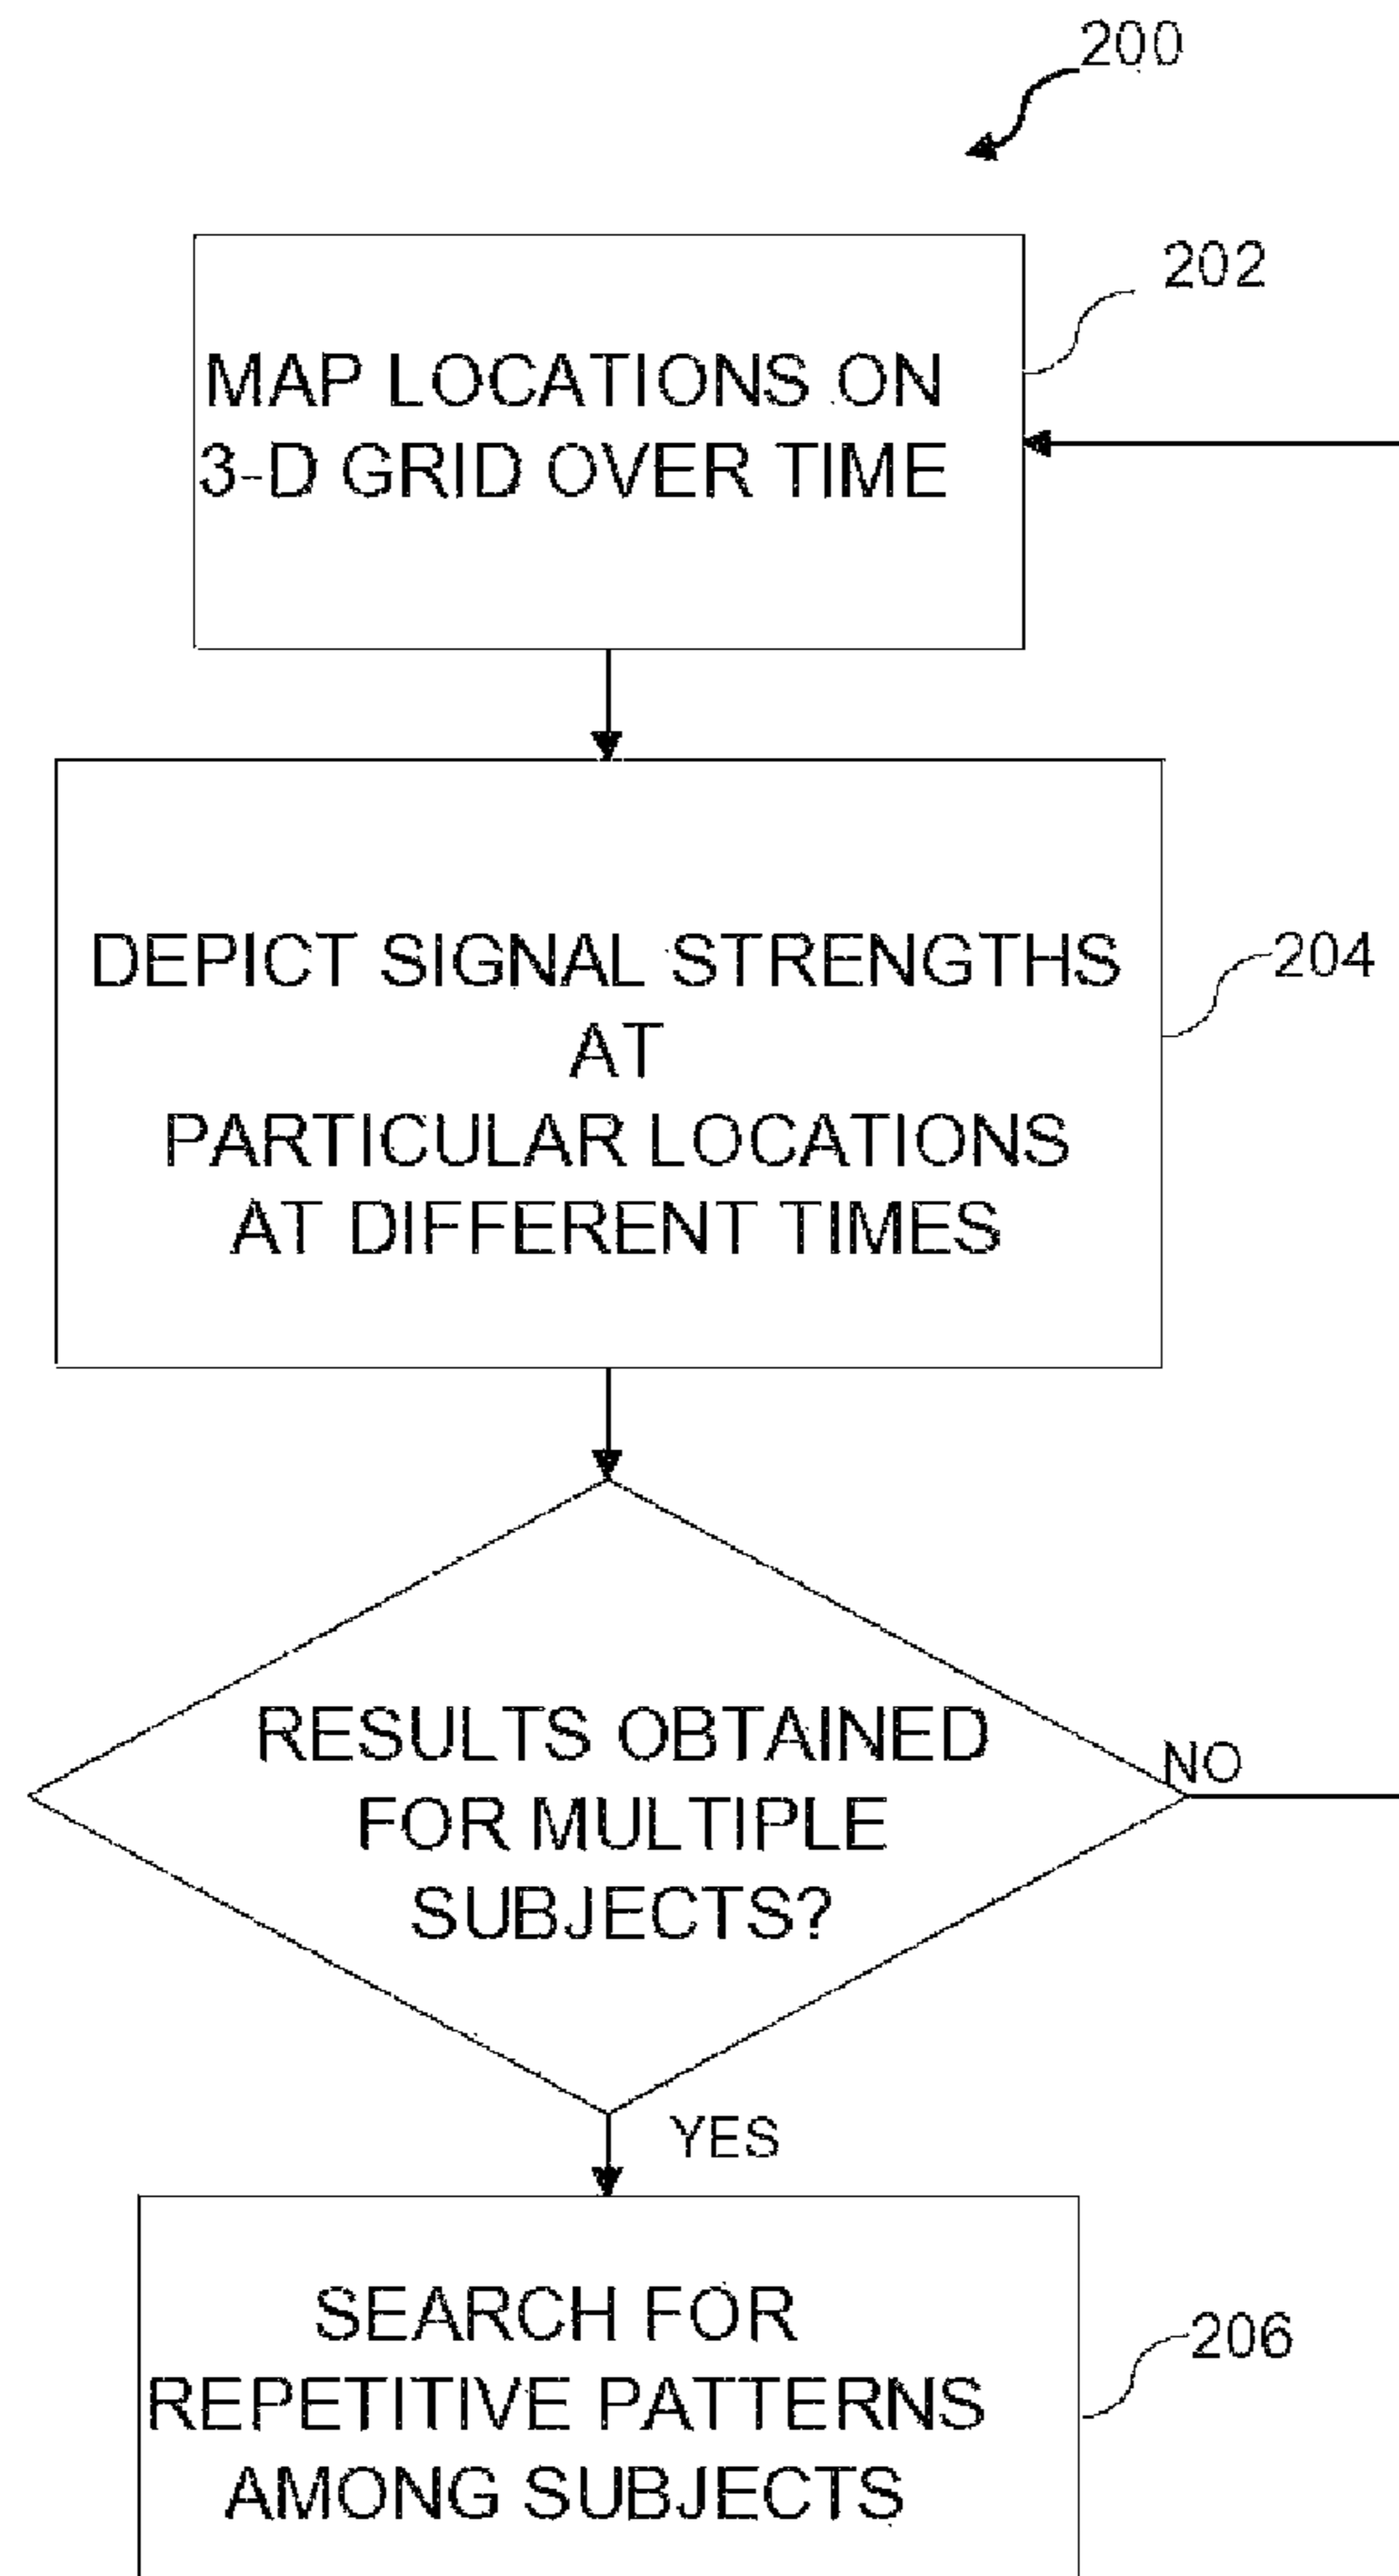 200
202
MAP LOCATIONS ON
3-D GRID OVER TIME
DEPICT SIGNAL STRENGTHS
AT
PARTICULAR LOCATIONS
AT DIFFERENT TIMES
204
RESULTS OBTAINED
FOR MULTIPLE
SUBJECTS?
NO
YES
SEARCH FOR
REPETITIVE PATTERNS
AMONG SUBJECTS
206